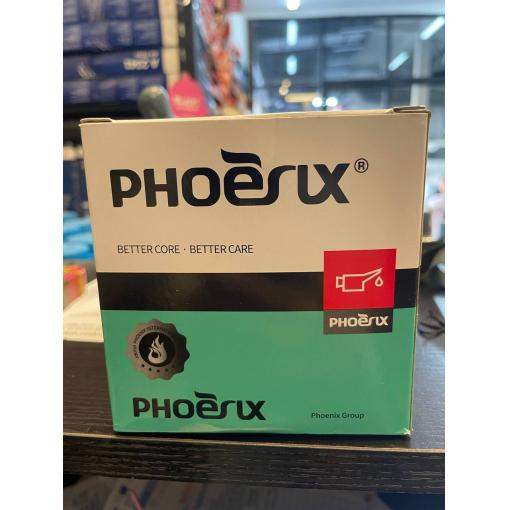 PHOENIX®
BETTER CORE · BETTER CARE
PHOENIX
PHOENIX
Phoenix Group